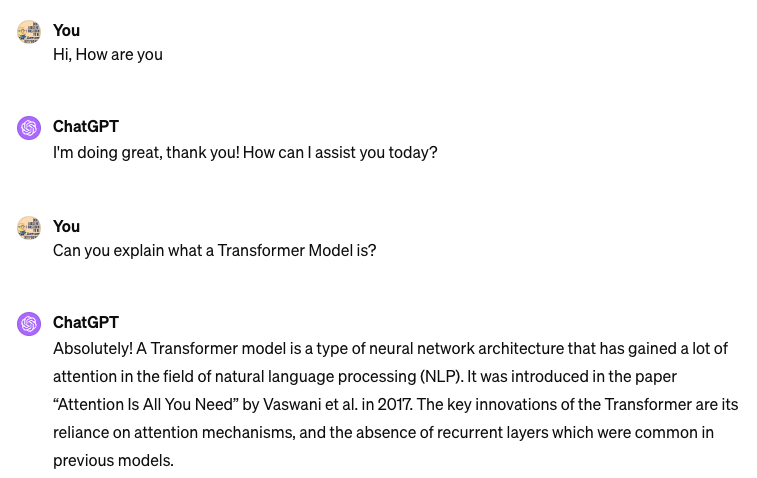 You
Hi, How are you
ChatGPT
I'm doing great, thank you! How can I assist you today?
You
Can you explain what a Transformer Model is?
ChatGPT
Absolutely! A Transformer model is a type of neural network architecture that has gained a lot of
attention in the field of natural language processing (NLP). It was introduced in the paper
“Attention Is All You Need” by Vaswani et al. in 2017. The key innovations of the Transformer are its
reliance on attention mechanisms, and the absence of recurrent layers which were common in
previous models.